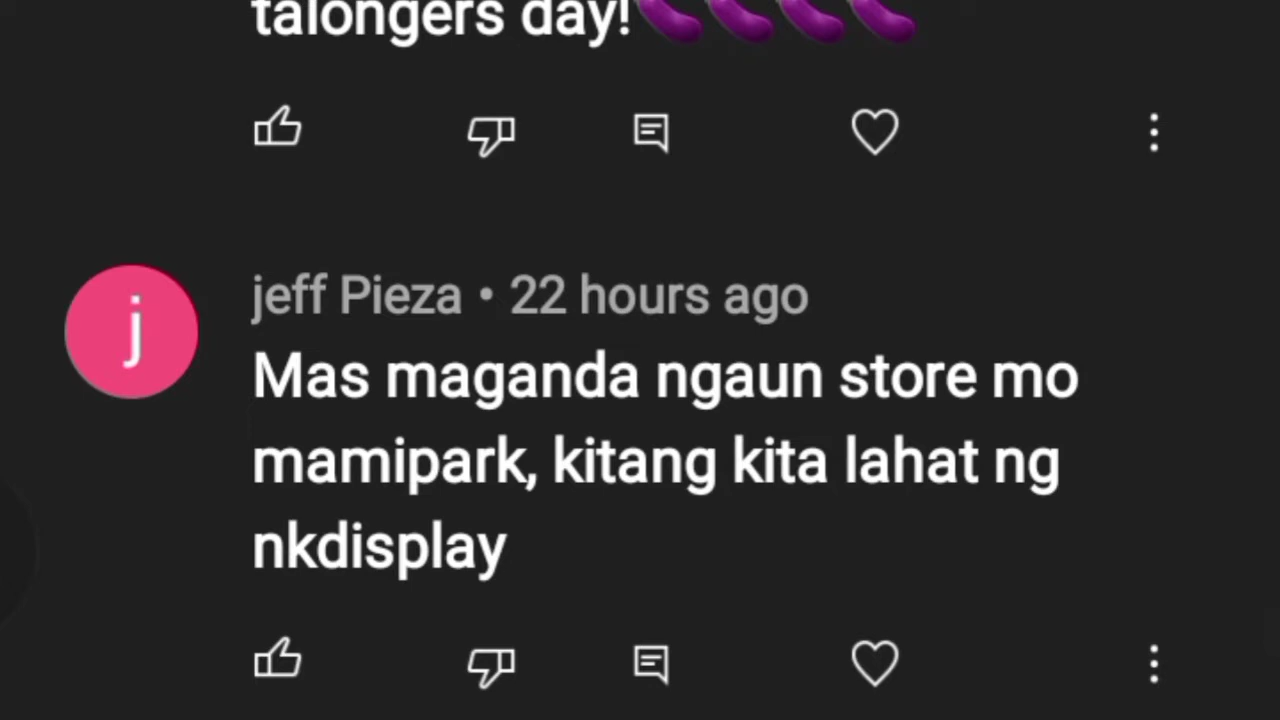 talongers day!🍆🍆🍆🍆
j
jeff Pieza • 22 hours ago
Mas maganda ngaun store mo
mamipark, kitang kita lahat ng
nkdisplay